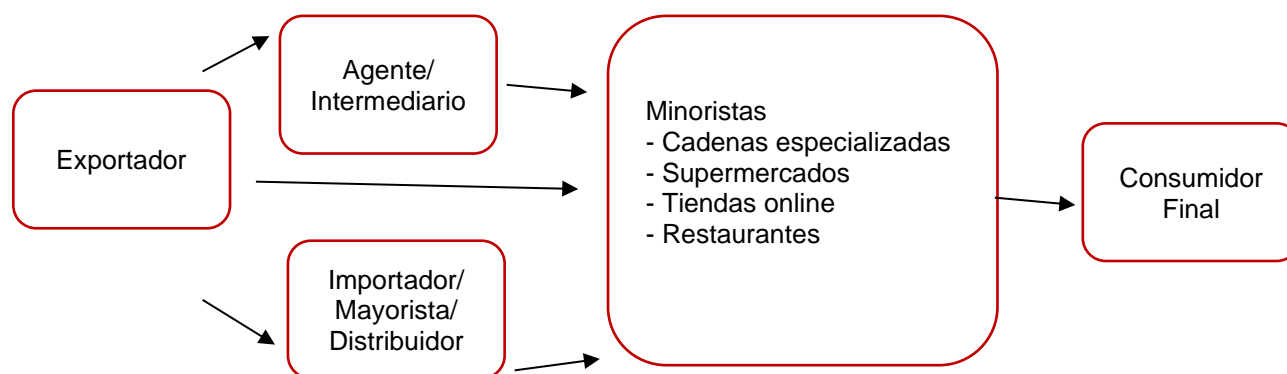 Exportador
Agente/
Intermediario
Importador/
Mayorista/
Distribuidor
Minoristas
- Cadenas especializadas
- Supermercados
- Tiendas online
- Restaurantes
Consumidor
Final